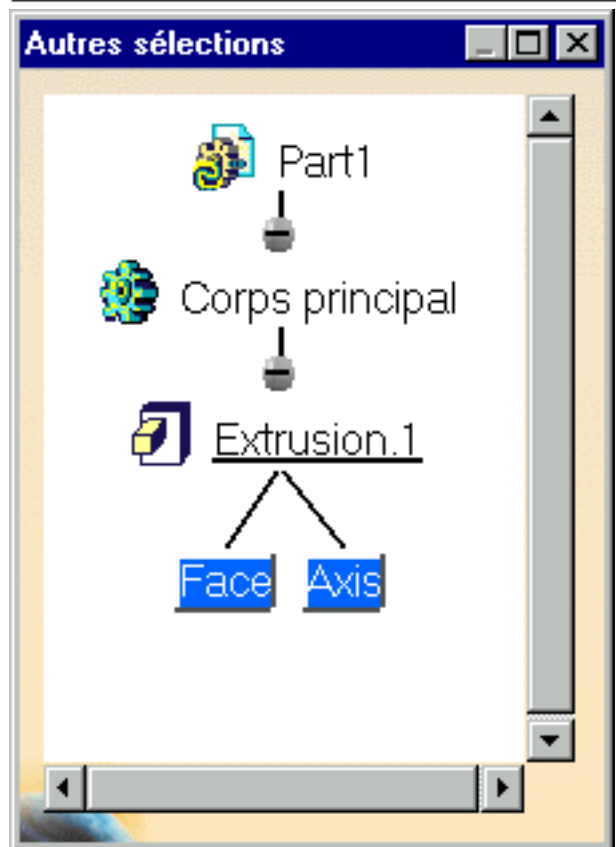 Autres sélections
Part1
Corps principal
Extrusion.1
Face Axis